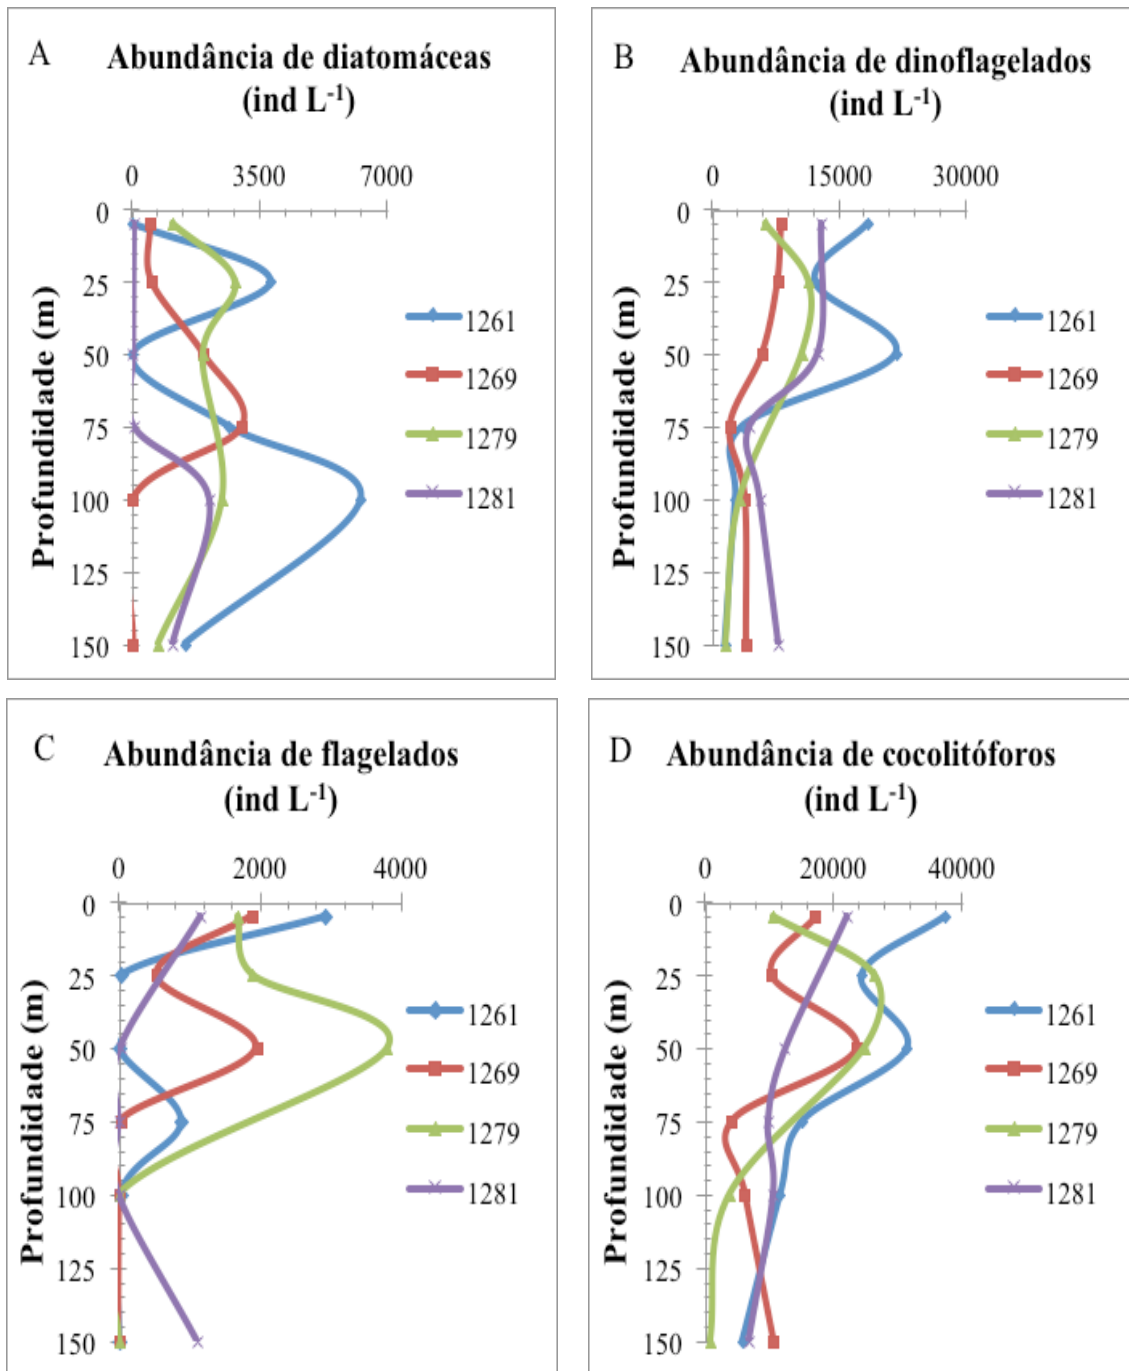 A
Abundância de diatomáceas
(ind L-1)
0 3500 7000
0
25
50
75
100
125
150
Profundidade (m)
1261
1269
1279
1281
B
Abundância de dinoflagelados
(ind L-1)
0 15000 30000
0
25
50
75
100
125
150
Profundidade (m)
1261
1269
1279
1281
C
Abundância de flagelados
(ind L-1)
0 2000 4000
0
25
50
75
100
125
150
Profundidade (m)
1261
1269
1279
1281
D
Abundância de cocolitóforos
(ind L-1)
0 20000 40000
0
25
50
75
100
125
150
Profundidade (m)
1261
1269
1279
1281